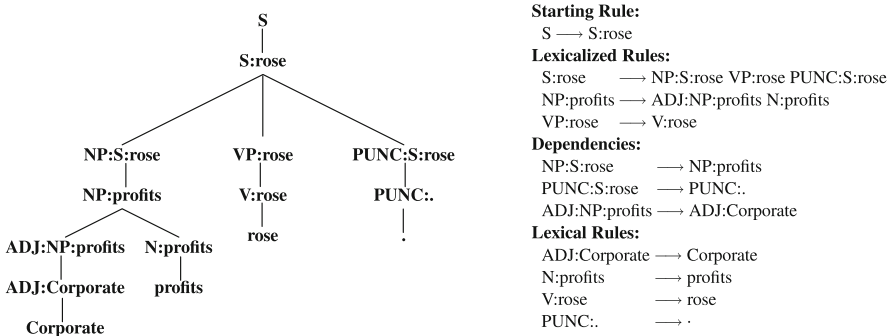 S
S:rose
NP:S:rose VP:rose PUNC:S:rose
NP:profits V:rose PUNC:.
rose .
ADJ:NP:profits N:profits
ADJ:Corporate profits
Corporate
Starting Rule:
S ⟶ S:rose
Lexicalized Rules:
S:rose ⟶ NP:S:rose VP:rose PUNC:S:rose
NP:profits ⟶ ADJ:NP:profits N:profits
VP:rose ⟶ V:rose
Dependencies:
NP:S:rose ⟶ NP:profits
PUNC:S:rose ⟶ PUNC:.
ADJ:NP:profits ⟶ ADJ:Corporate
Lexical Rules:
ADJ:Corporate ⟶ Corporate
N:profits ⟶ profits
V:rose ⟶ rose
PUNC:. ⟶ ·